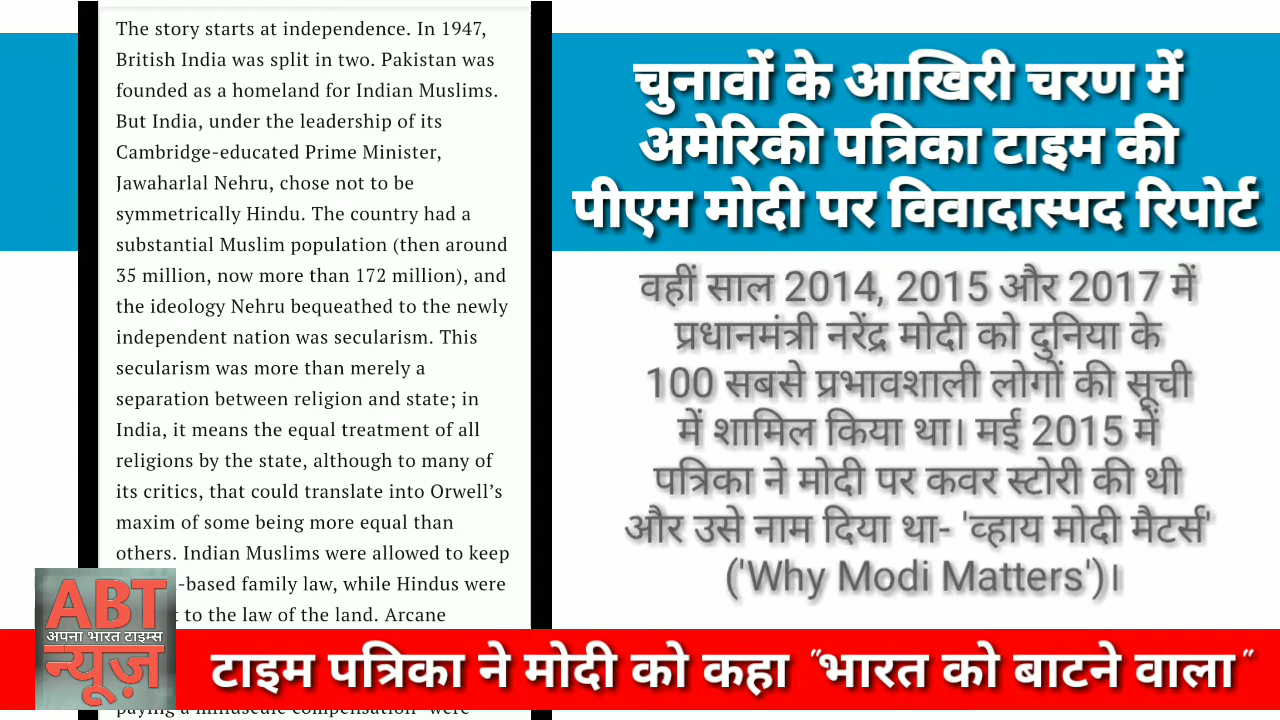 The story starts at independence. In 1947,
British India was split in two. Pakistan was
founded as a homeland for Indian Muslims.
But India, under the leadership of its
Cambridge-educated Prime Minister,
Jawaharlal Nehru, chose not to be
symmetrically Hindu. The country had a
substantial Muslim population (then around
35 million, now more than 172 million), and
the ideology Nehru bequeathed to the newly
independent nation was secularism. This
secularism was more than merely a
separation between religion and state; in
India, it means the equal treatment of all
religions by the state, although to many of
its critics, that could translate into Orwell’s
maxim of some being more equal than
others. Indian Muslims were allowed to keep
-based family law, while Hindus were
to the law of the land. Arcane
चुनावों के आखिरी चरण में
अमेरिकी पत्रिका टाइम की
पीएम मोदी पर विवादास्पद रिपोर्ट
वहीं साल 2014, 2015 और 2017 में
प्रधानमंत्री नरेंद्र मोदी को दुनिया के
100 सबसे प्रभावशाली लोगों की सूची
में शामिल किया था। मई 2015 में
पत्रिका ने मोदी पर कवर स्टोरी की थी
और उसे नाम दिया था- 'व्हाय मोदी मैटर्स'
('Why Modi Matters')।
ABT
अपना भारत टाइम्स
न्यूज़
टाइम पत्रिका ने मोदी को कहा "भारत को बाटने वाला"